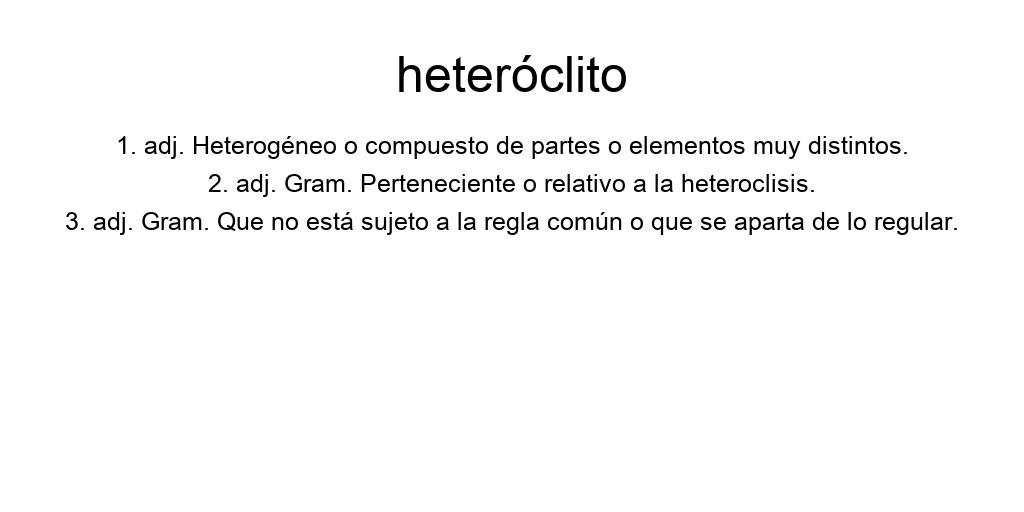 heteróclito
1. adj. Heterogéneo o compuesto de partes o elementos muy distintos.
2. adj. Gram. Perteneciente o relativo a la heteroclisis.
3. adj. Gram. Que no está sujeto a la regla común o que se aparta de lo regular.